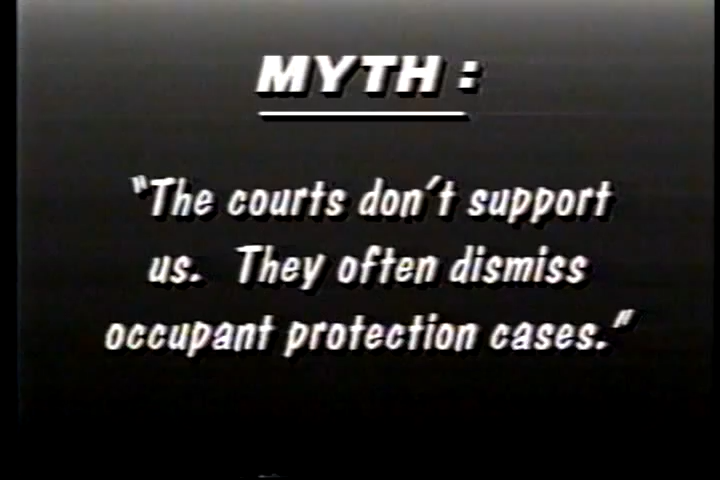 MYTH:
"The courts don't support
us. They often dismiss
occupant protection cases."